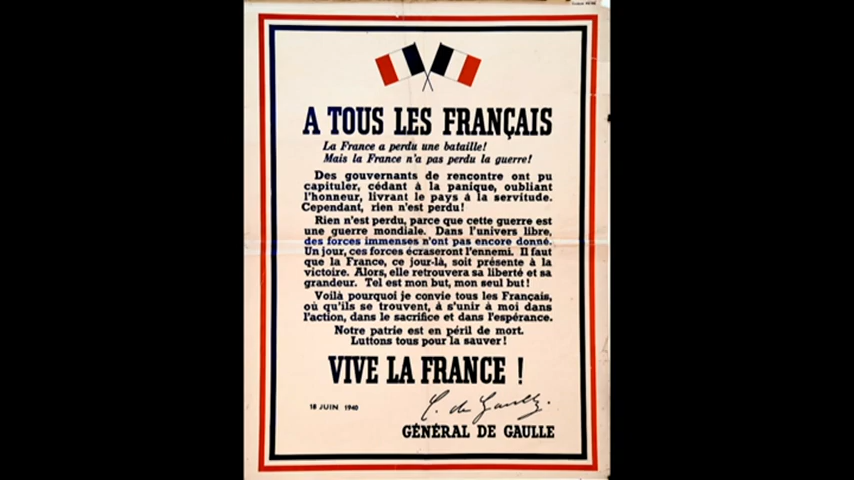 A TOUS LES FRANÇAIS
La France a perdu une bataille!
Mais la France n'a pas perdu la guerre!
Des gouvernants de rencontre ont pu
capituler, cédant à la panique, oubliant
l'honneur, livrant le pays à la servitude.
Cependant, rien n'est perdu!
Rien n'est perdu, parce que cette guerre est
une guerre mondiale. Dans l'univers libre,
des forces immenses n'ont pas encore donné.
Un jour, ces forces écraseront l'ennemi. Il faut
que la France, ce jour-là, soit présente à la
victoire. Alors, elle retrouvera sa liberté et sa
grandeur. Tel est mon but, mon seul but!
Voilà pourquoi je convie tous les Français,
où qu'ils se trouvent, à s'unir à moi dans
l'action, dans le sacrifice et dans l'espérance.
Notre patrie est en péril de mort.
Luttons tous pour la sauver!
VIVE LA FRANCE !
18 JUIN 1940
C. de Gaulle.
GÉNÉRAL DE GAULLE